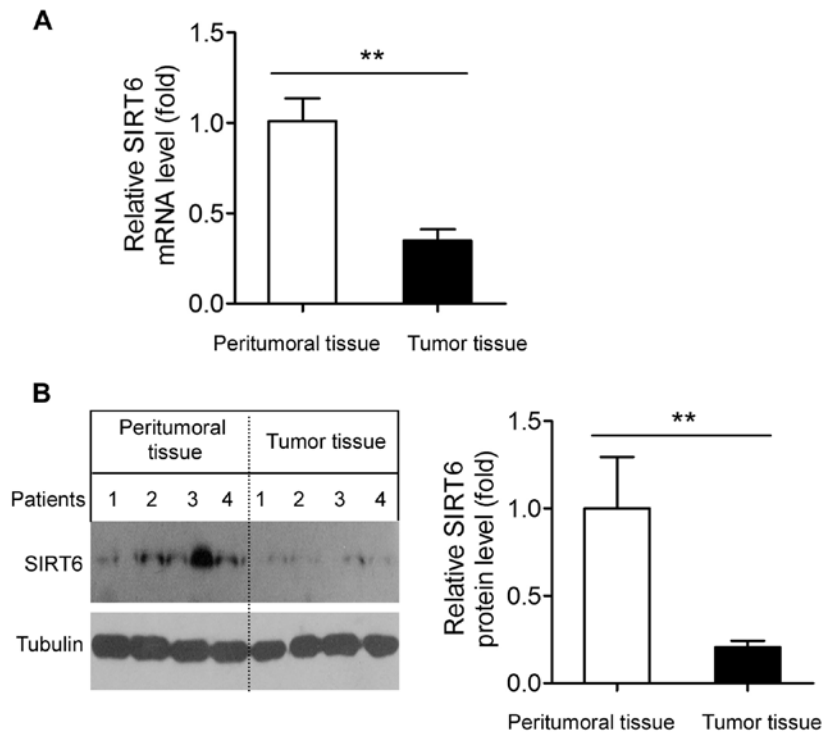 A
Relative SIRT6
mRNA level (fold)
1.5
1.0
0.5
0.0
**
Peritumoral tissue Tumor tissue
B
Peritumoral
tissue
Tumor tissue
Patients 1 2 3 4 1 2 3 4
SIRT6
Tubulin
Relative SIRT6
protein level (fold)
1.5
1.0
0.5
0.0
**
Peritumoral tissue Tumor tissue